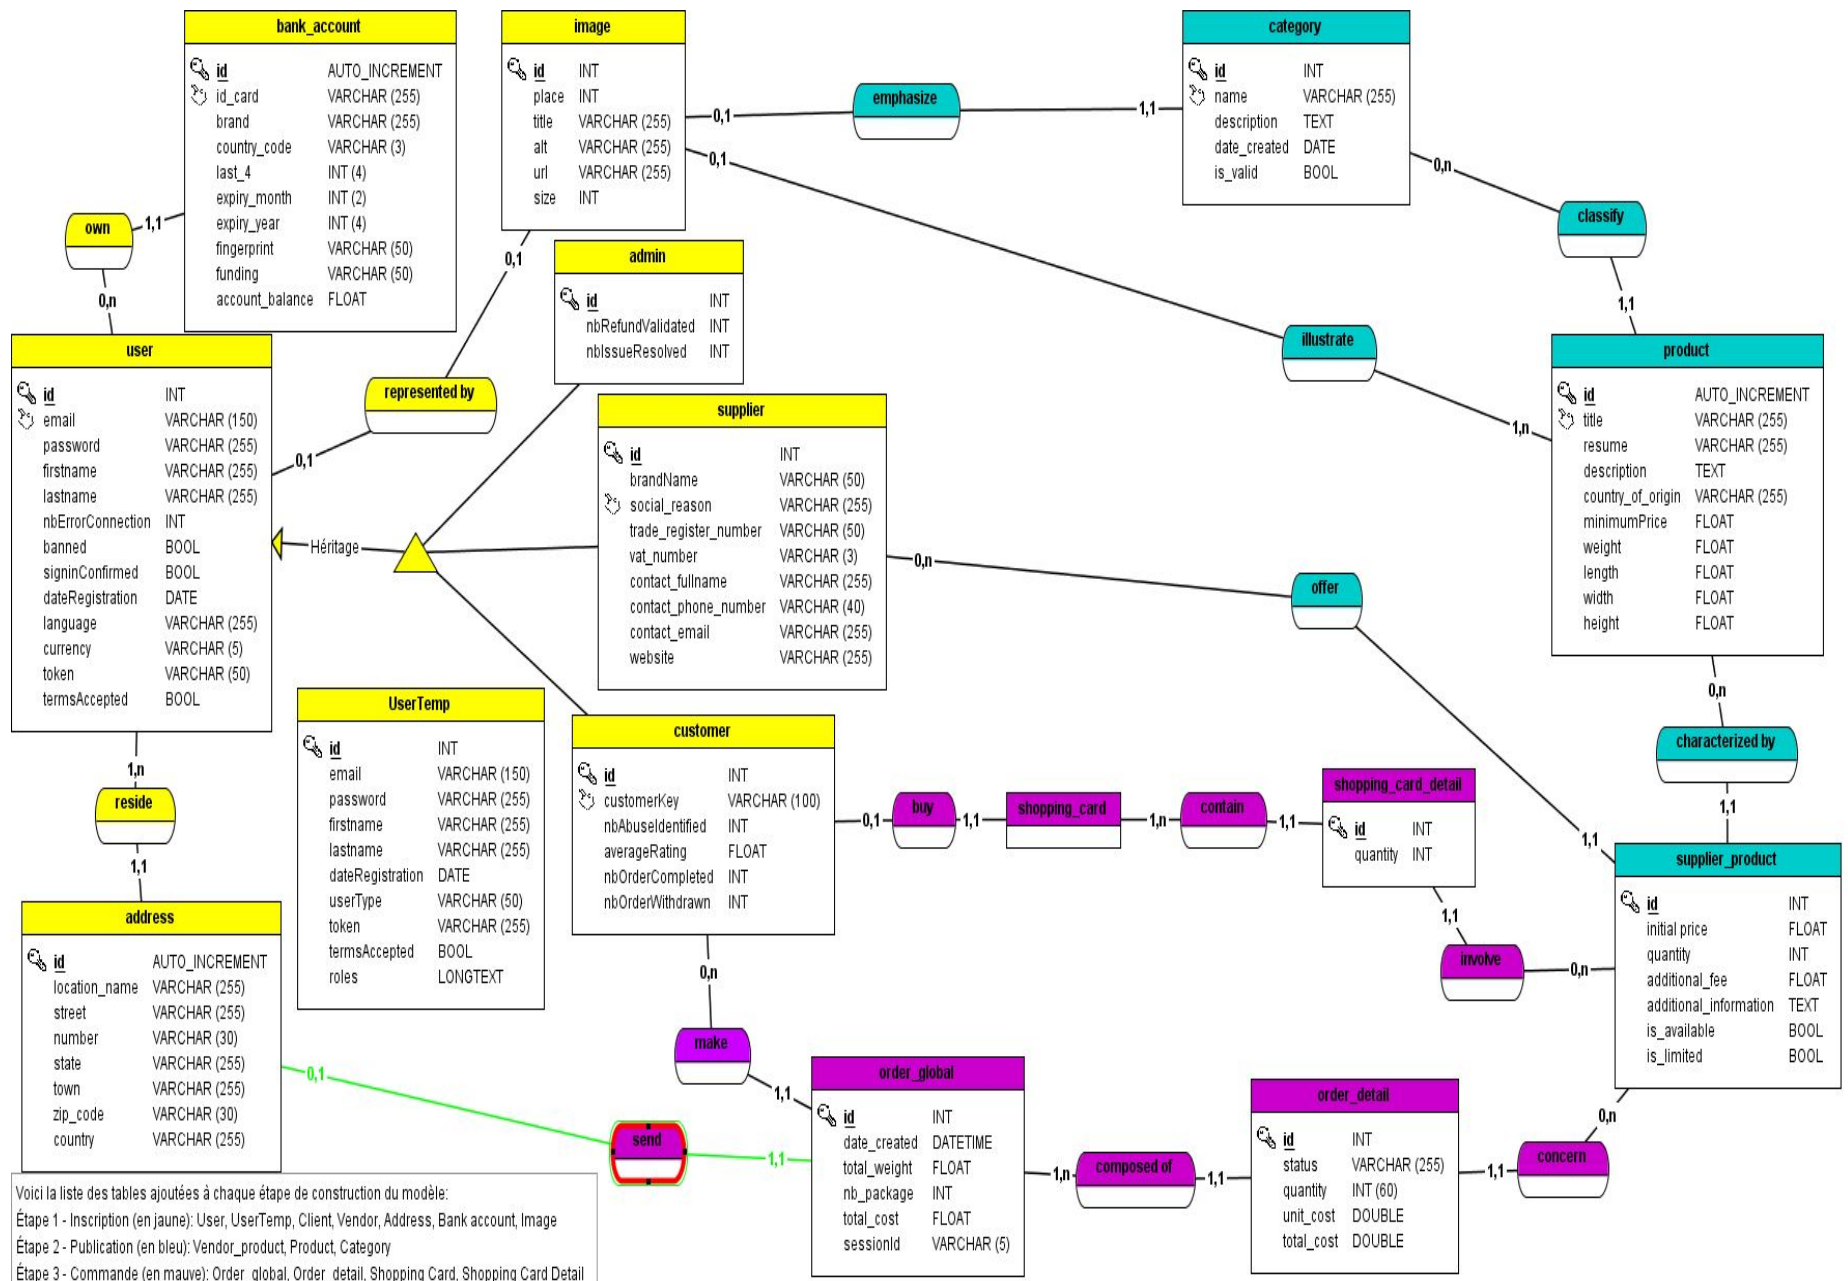 bank_account
id AUTO_INCREMENT
id_card VARCHAR (255)
brand VARCHAR (255)
country_code VARCHAR (3)
last_4 INT (4)
expiry_month INT (2)
expiry_year INT (4)
fingerprint VARCHAR (50)
funding VARCHAR (50)
account_balance FLOAT
image
id INT
place INT
title VARCHAR (255)
alt VARCHAR (255)
url VARCHAR (255)
size INT
0,1
emphasize
1,1
category
id INT
name VARCHAR (255)
description TEXT
date_created DATE
is_valid BOOL
0,n
classify
1,1
own
1,1
0,n
0,1
represented by
0,1
0,1
illustrate
1,n
admin
id INT
nbRefundValidated INT
nbIssueResolved INT
user
id INT
email VARCHAR (150)
password VARCHAR (255)
firstname VARCHAR (255)
lastname VARCHAR (255)
nbErrorConnection INT
banned BOOL
signinConfirmed BOOL
dateRegistration DATE
language VARCHAR (255)
currency VARCHAR (5)
token VARCHAR (50)
termsAccepted BOOL
Héritage
supplier
id INT
brandName VARCHAR (50)
social_reason VARCHAR (255)
trade_register_number VARCHAR (50)
vat_number VARCHAR (3)
contact_fullname VARCHAR (255)
contact_phone_number VARCHAR (40)
contact_email VARCHAR (255)
website VARCHAR (255)
0,n
offer
1,1
product
id AUTO_INCREMENT
title VARCHAR (255)
resume VARCHAR (255)
description TEXT
country_of_origin VARCHAR (255)
minimumPrice FLOAT
weight FLOAT
length FLOAT
width FLOAT
height FLOAT
0,n
characterized by
1,1
UserTemp
id INT
email VARCHAR (150)
password VARCHAR (255)
firstname VARCHAR (255)
lastname VARCHAR (255)
dateRegistration DATE
userType VARCHAR (50)
token VARCHAR (255)
termsAccepted BOOL
roles LONGTEXT
customer
id INT
customerKey VARCHAR (100)
nbAbuseIdentified INT
averageRating FLOAT
nbOrderCompleted INT
nbOrderWithdrawn INT
0,1
buy
1,1
shopping_card
1,n
contain
1,1
shopping_card_detail
id INT
quantity INT
1,1
involve
0,n
supplier_product
id INT
initial price FLOAT
quantity INT
additional_fee FLOAT
additional_information TEXT
is_available BOOL
is_limited BOOL
1,n
reside
1,1
address
id AUTO_INCREMENT
location_name VARCHAR (255)
street VARCHAR (255)
number VARCHAR (30)
state VARCHAR (255)
town VARCHAR (255)
zip_code VARCHAR (30)
country VARCHAR (255)
0,1
send
1,1
0,n
make
1,1
order_global
id INT
date_created DATETIME
total_weight FLOAT
nb_package INT
total_cost FLOAT
sessionId VARCHAR (5)
1,n
composed of
1,1
order_detail
id INT
status VARCHAR (255)
quantity INT (60)
unit_cost DOUBLE
total_cost DOUBLE
1,1
concern
0,n
Voici la liste des tables ajoutées à chaque étape de construction du modèle:
Étape 1 - Inscription (en jaune): User, UserTemp, Client, Vendor, Address, Bank account, Image
Étape 2 - Publication (en bleu): Vendor_product, Product, Category
Étape 3 - Commande (en mauve): Order_global, Order_detail, Shopping Card, Shopping Card Detail